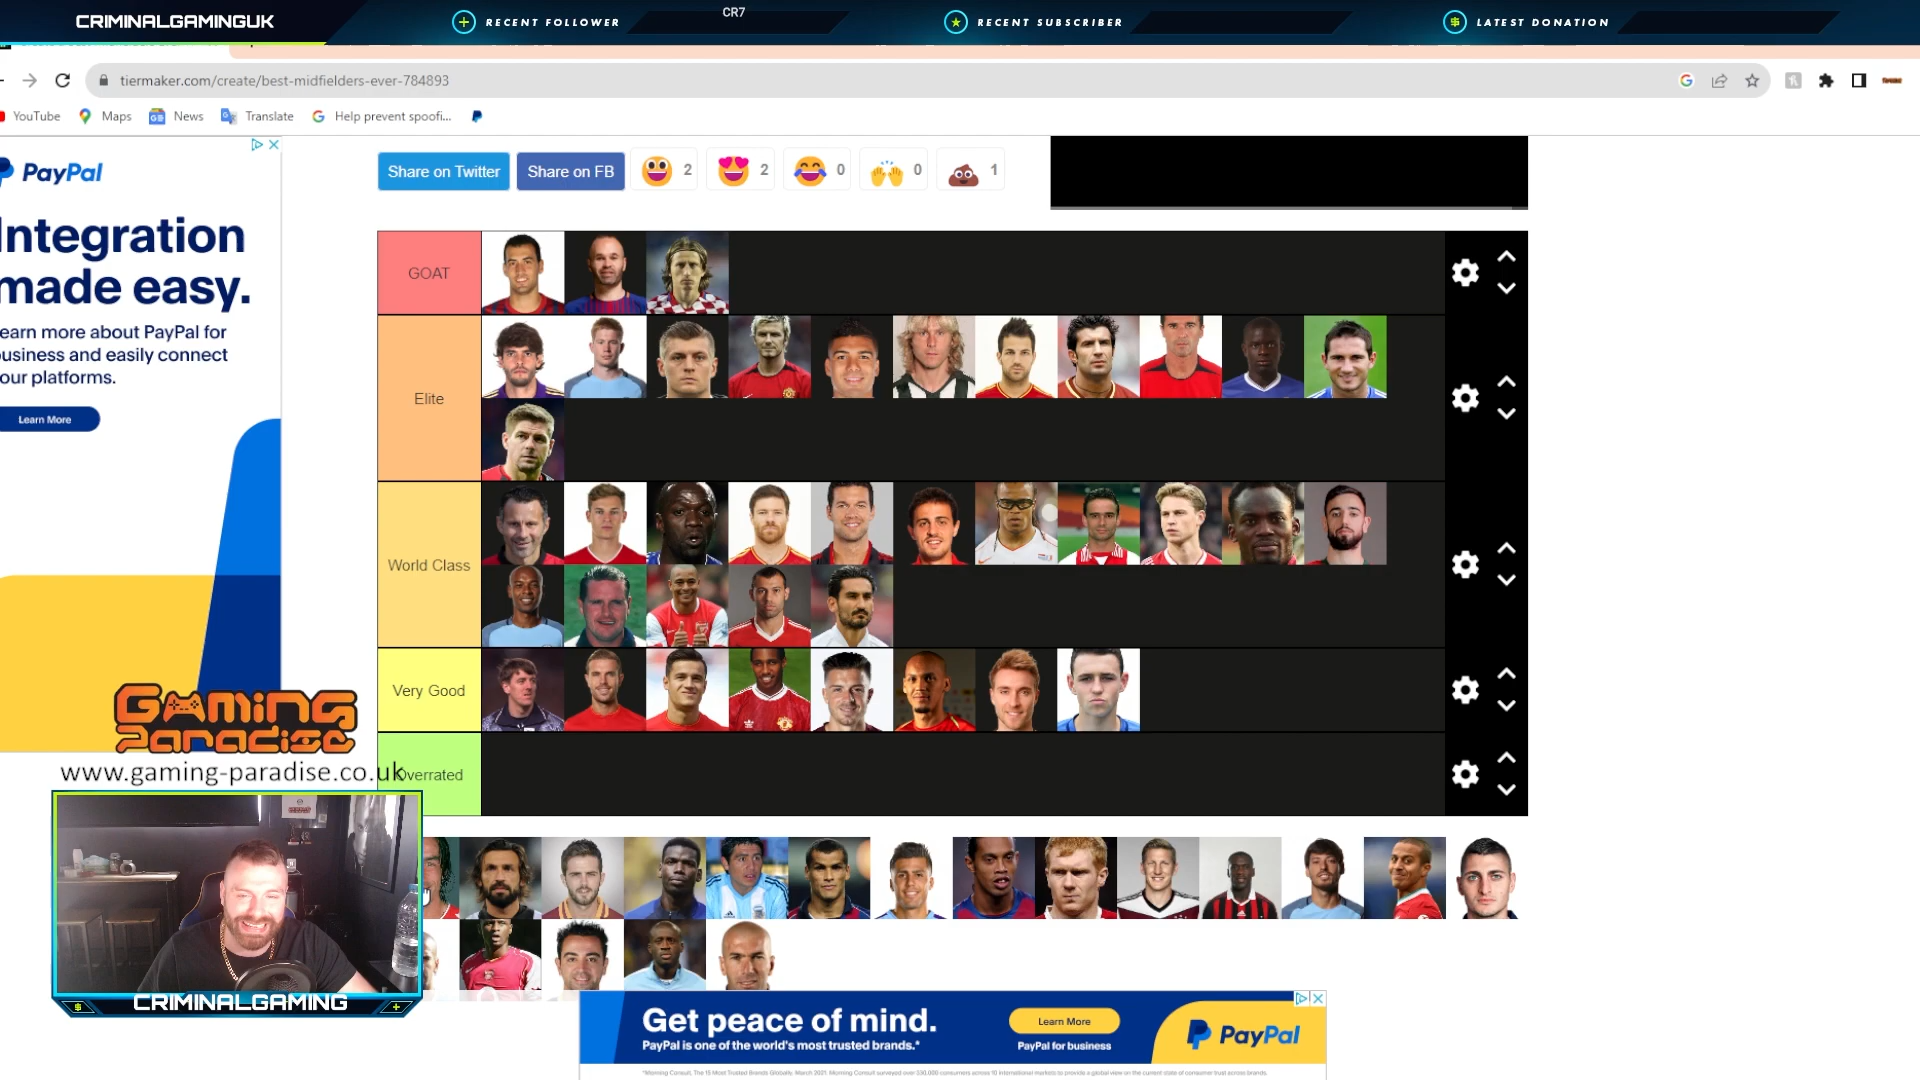 CRIMINALGAMINGUK
RECENT FOLLOWER
CR7
RECENT SUBSCRIBER
LATEST DONATION
tiermaker.com/create/best-midfielders-ever-784893
YouTube
Maps
News
Translate
Help prevent spoofi...
PayPal
Integration
made easy.
earn more about PayPal for
business and easily connect
our platforms.
Learn More
Share on Twitter
Share on FB
2
2
0
0
1
GOAT
Elite
World Class
Very Good
Overrated
Gaming
Paradise
www.gaming-paradise.co.uk
CRIMINALGAMING
Get peace of mind.
PayPal is one of the world's most trusted brands.*
Learn More
PayPal for business
PayPal